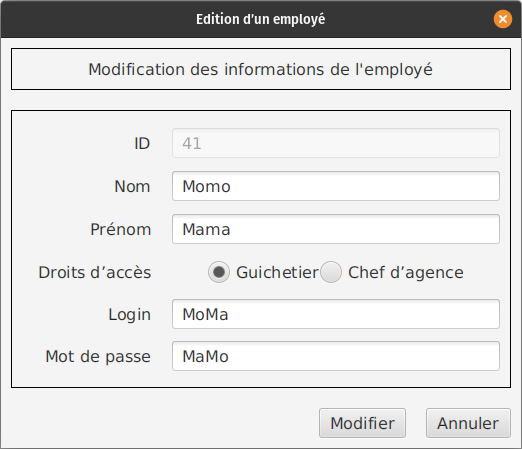 Edition d'un employé
Modification des informations de l'employé
ID 41
Nom Momo
Prénom Mama
Droits d’accès Guichetier Chef d’agence
Login MoMa
Mot de passe MaMo
Modifier Annuler